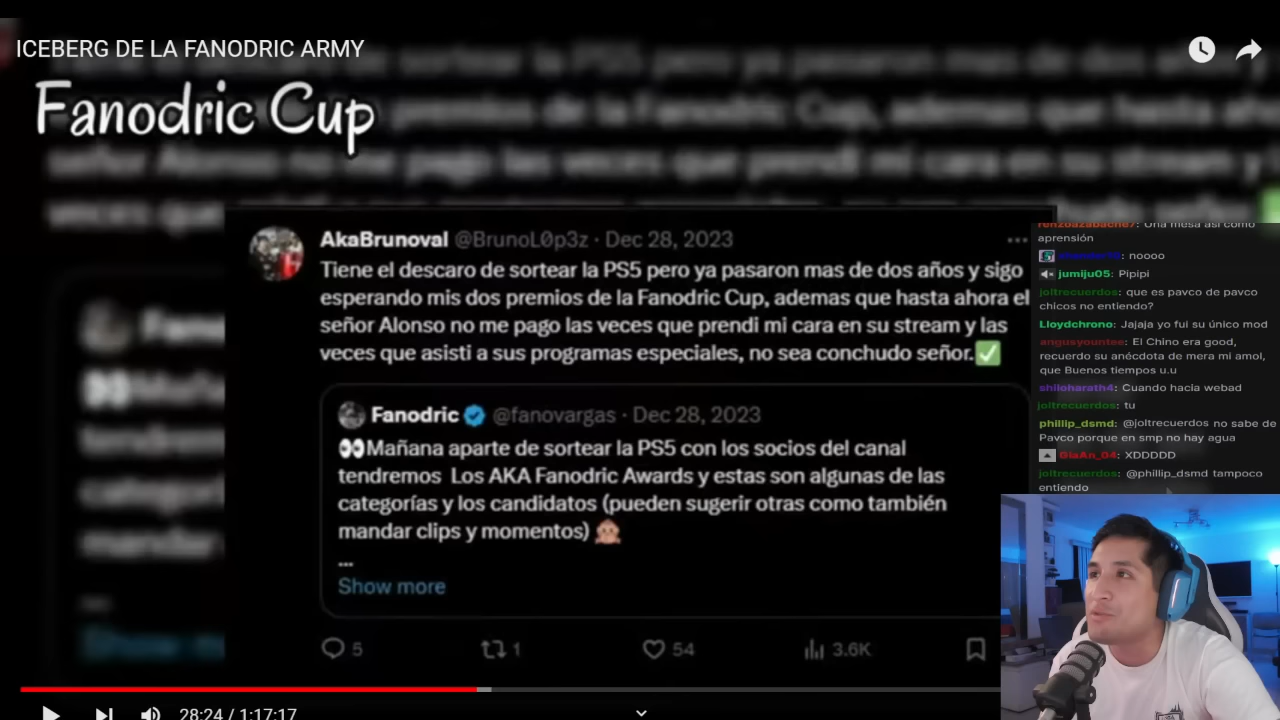 ICEBERG DE LA FANODRIC ARMY
Fanodric Cup
AkaBrunoval @BrunoLØp3z · Dec 28, 2023
Tiene el descaro de sortear la PS5 pero ya pasaron mas de dos años y sigo
esperando mis dos premios de la Fanodric Cup, ademas que hasta ahora el
señor Alonso no me pago las veces que prendi mi cara en su stream y las
veces que asisti a sus programas especiales, no sea conchudo señor.✅
Fanodric @fanovargas · Dec 28, 2023
👀Mañana aparte de sortear la PS5 con los socios del canal
tendremos Los AKA Fanodric Awards y estas son algunas de las
categorías y los candidatos (pueden sugerir otras como también
mandar clips y momentos) 🙊
...
Show more
5 1 54 3.6K
renzoazabache7: Una mesa asi como
aprensión
noooo
jumiju05: Pipipi
joltrecuerdos: que es pavco de pavco
chicos no entiendo?
Lloydchrono: Jajaja yo fui su único mod
angusyountee: El Chino era good,
recuerdo su anécdota de mera mi amol,
que Buenos tiempos u.u
shiloharath4: Cuando hacia webad
joltrecuerdos: tu
phillip_dsmd: @joltrecuerdos no sabe de
Pavco porque en smp no hay agua
GiaAn_04: XDDDDD
joltrecuerdos: @phillip_dsmd tampoco
entiendo
28:24 / 1:17:17